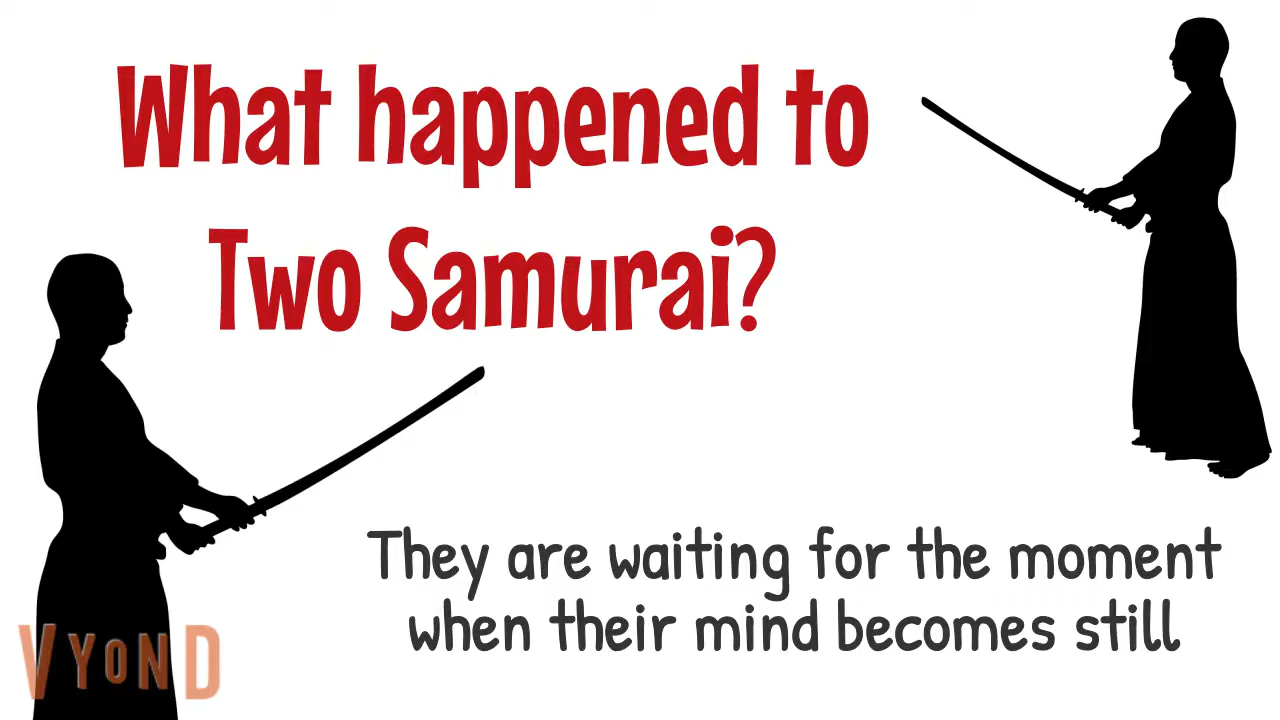 What happened to
Two Samurai?
They are waiting for the moment
when their mind becomes still
VYOND